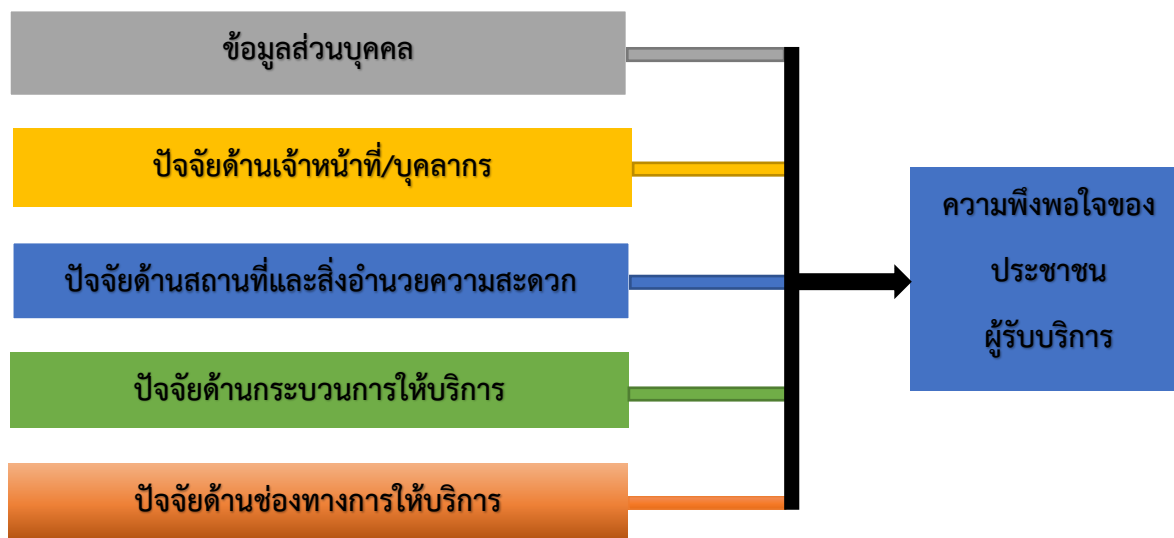 ข้อมูลส่วนบุคคล
ปัจจัยด้านเจ้าหน้าที่/บุคลากร
ปัจจัยด้านสถานที่และสิ่งอำนวยความสะดวก
ปัจจัยด้านกระบวนการให้บริการ
ปัจจัยด้านช่องทางการให้บริการ
ความพึงพอใจของ
ประชาชน
ผู้รับบริการ